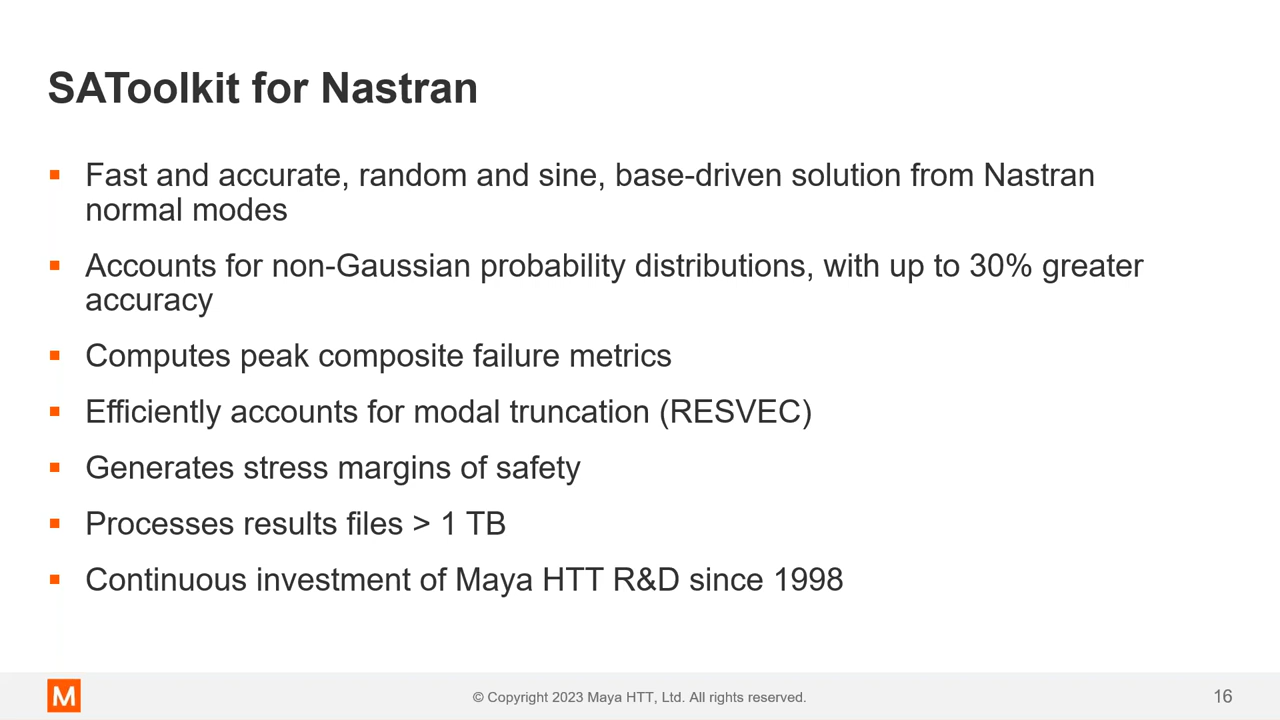 SAToolkit for Nastran
Fast and accurate, random and sine, base-driven solution from Nastran
normal modes
Accounts for non-Gaussian probability distributions, with up to 30% greater
accuracy
Computes peak composite failure metrics
Efficiently accounts for modal truncation (RESVEC)
Generates stress margins of safety
Processes results files > 1 TB
Continuous investment of Maya HTT R&D since 1998
M
© Copyright 2023 Maya HTT, Ltd. All rights reserved.
16